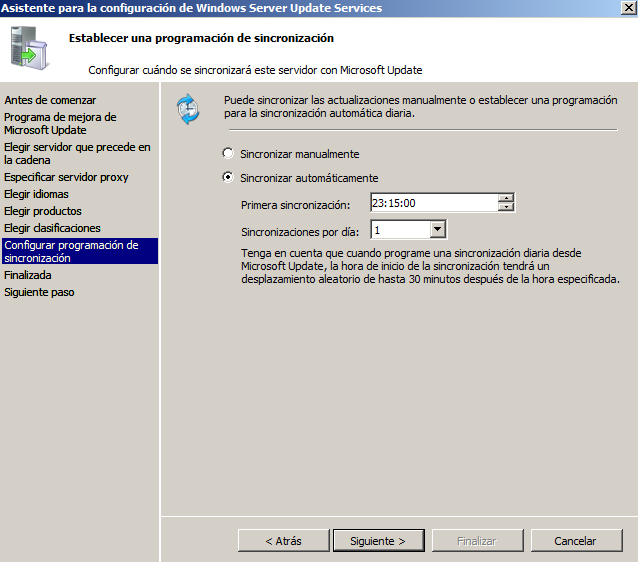 Asistente para la configuración de Windows Server Update Services
Establecer una programación de sincronización
Configurar cuándo se sincronizará este servidor con Microsoft Update
Antes de comenzar
Programa de mejora de
Microsoft Update
Elegir servidor que precede en
la cadena
Especificar servidor proxy
Elegir idiomas
Elegir productos
Elegir clasificaciones
Configurar programación de
sincronización
Finalizada
Siguiente paso
Puede sincronizar las actualizaciones manualmente o establecer una programación
para la sincronización automática diaria.
Sincronizar manualmente
Sincronizar automáticamente
Primera sincronización: 23:15:00
Sincronizaciones por día: 1
Tenga en cuenta que cuando programe una sincronización diaria desde
Microsoft Update, la hora de inicio de la sincronización tendrá un
desplazamiento aleatorio de hasta 30 minutos después de la hora especificada.
< Atrás Siguiente > Finalizar Cancelar